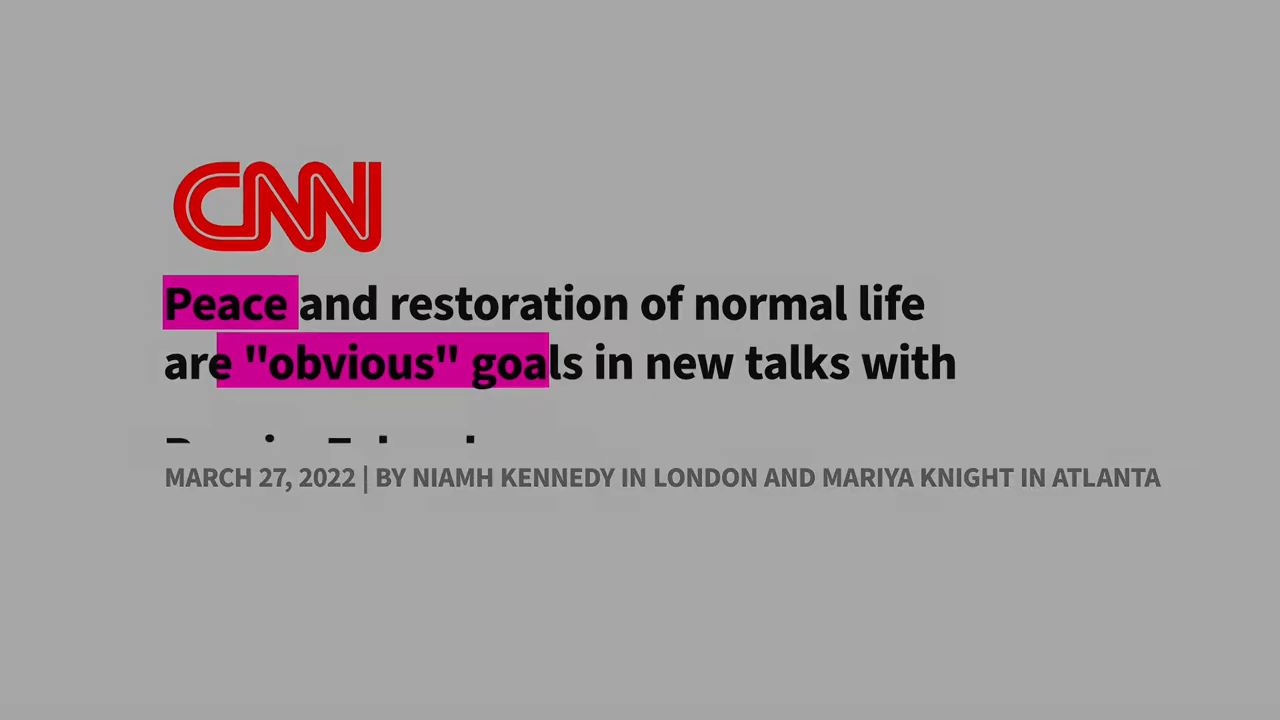 CNN
Peace and restoration of normal life
are "obvious" goals in new talks with
MARCH 27, 2022 | BY NIAMH KENNEDY IN LONDON AND MARIYA KNIGHT IN ATLANTA